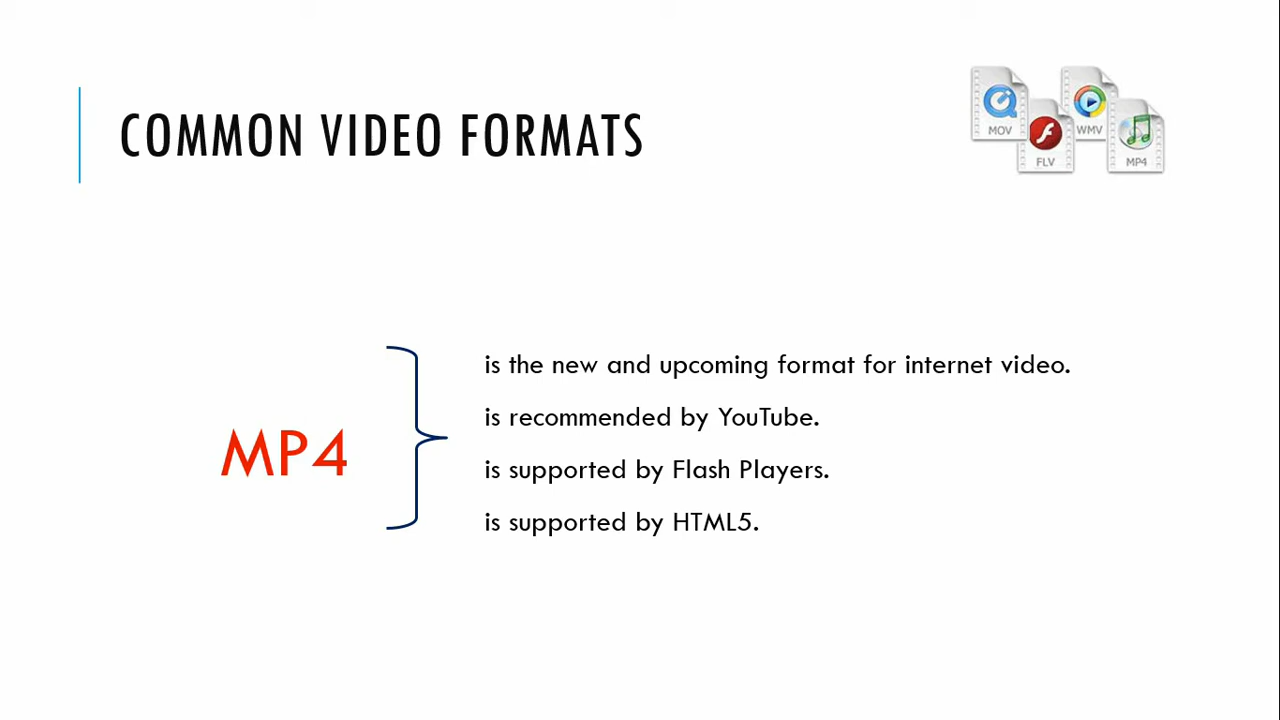 COMMON VIDEO FORMATS
MOV
FLV
WMV
MP4
MP4
is the new and upcoming format for internet video.
is recommended by YouTube.
is supported by Flash Players.
is supported by HTML5.